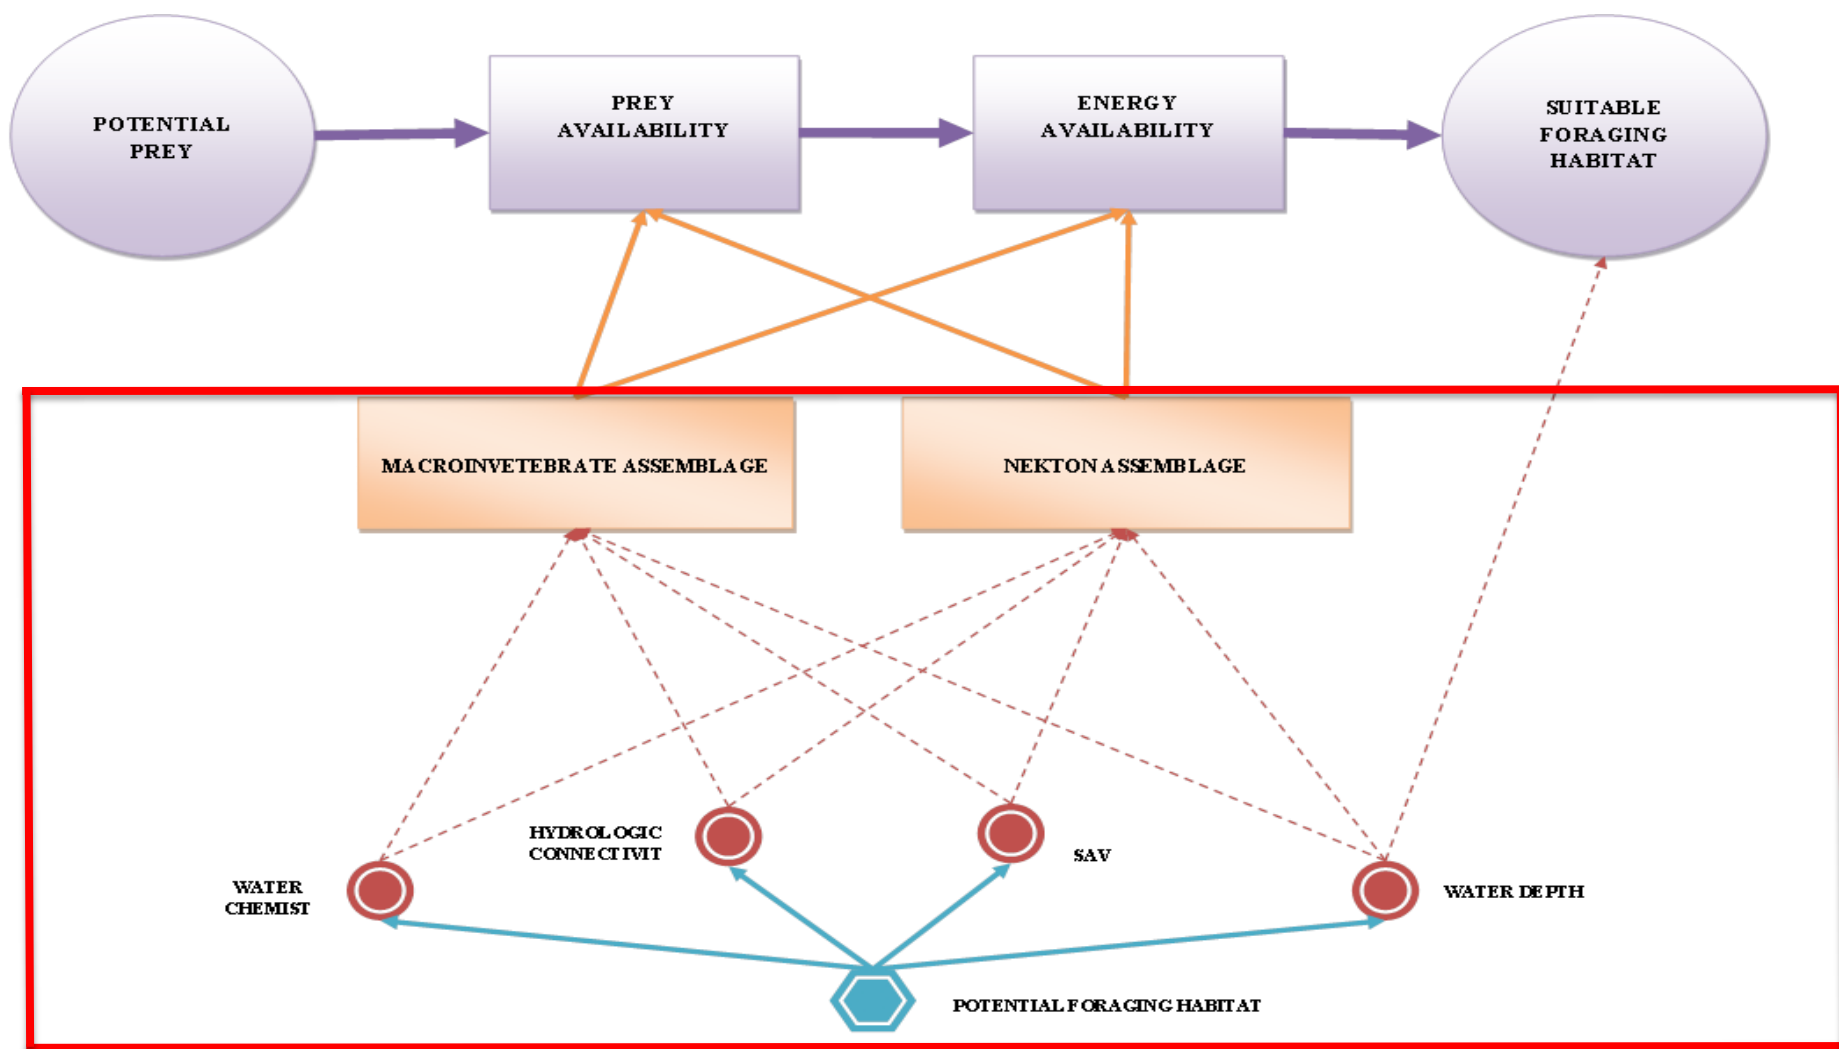 POTENTIAL
PREY
PREY
AVAILABILITY
ENERGY
AVAILABILITY
SUITABLE
FORAGING
HABITAT
MACROINVETEBRATE ASSEMBLAGE
NEKTON ASSEMBLAGE
HYDROLOGIC
CONNECTIVIT
SAV
WATER
CHEMIST
WATER DEPTH
POTENTIAL FORAGING HABITAT